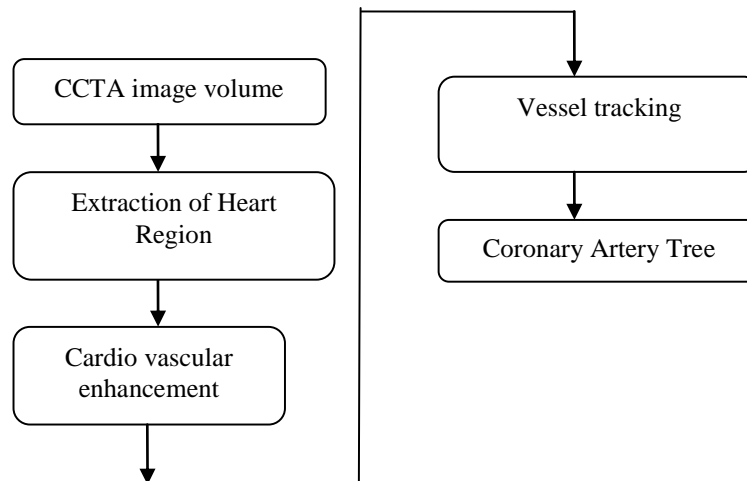 CCTA image volume
Extraction of Heart
Region
Cardio vascular
enhancement
Vessel tracking
Coronary Artery Tree